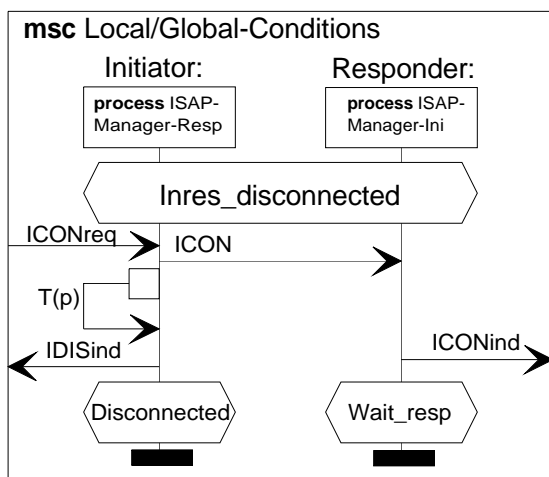 msc Local/Global-Conditions
Initiator: Responder:
process ISAP- process ISAP-
Manager-Resp Manager-Ini
Inres_disconnected
ICONreq ICON
T(p)
IDISind ICONind
Disconnected Wait_resp